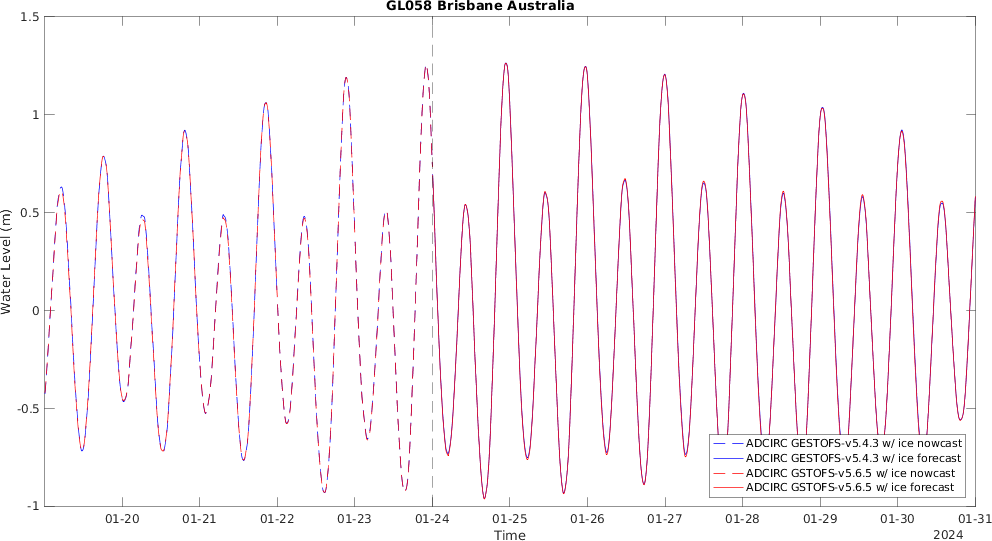 GL058 Brisbane Australia
Water Level (m)
1.5
1
0.5
0
-0.5
-1
ADCIRC GESTOFS-v5.4.3 w/ ice nowcast
ADCIRC GESTOFS-v5.4.3 w/ ice forecast
ADCIRC GSTOFS-v5.6.5 w/ ice nowcast
ADCIRC GSTOFS-v5.6.5 w/ ice forecast
01-20 01-21 01-22 01-23 01-24 01-25 01-26 01-27 01-28 01-29 01-30 01-31
Time
2024